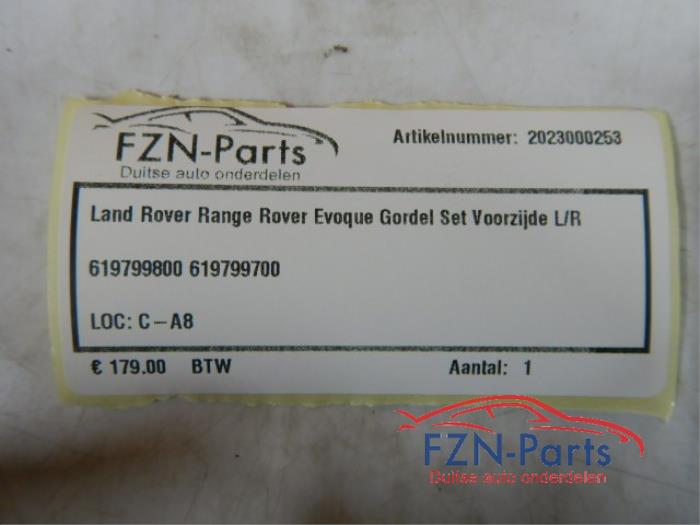 FZN-Parts
Duitse auto onderdelen
Artikelnummer: 2023000253
Land Rover Range Rover Evoque Gordel Set Voorzijde L/R
619799800 619799700
LOC: C-A8
€ 179.00 BTW
Aantal: 1
FZN-Parts
Duitse auto onderdelen